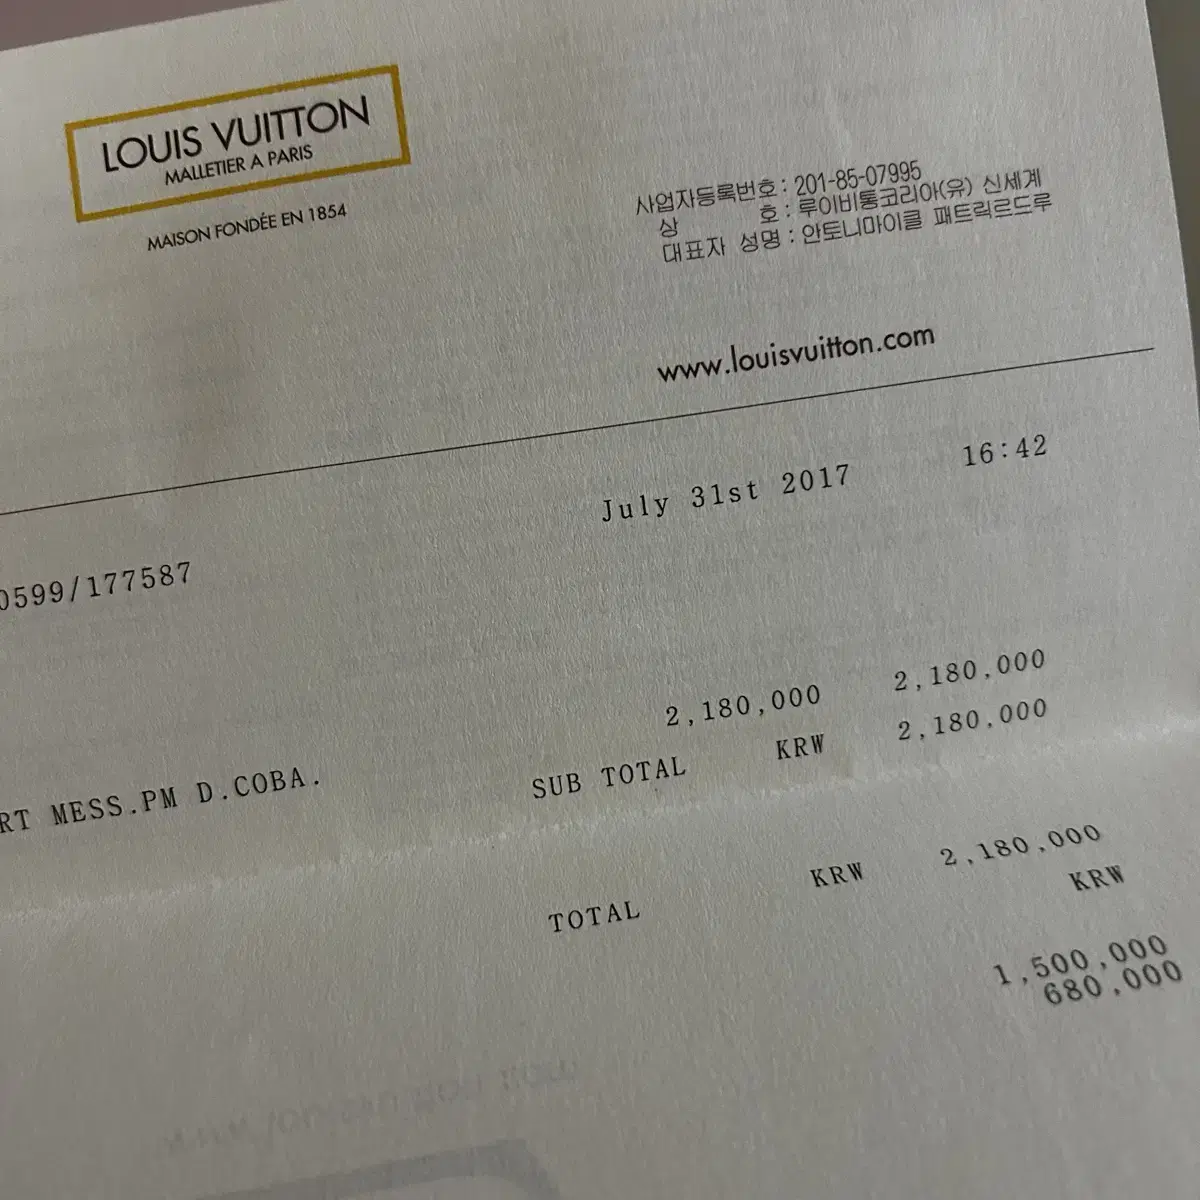 LOUIS VUITTON
MALLETIER A PARIS
MAISON FONDÉE EN 1854
사업자등록번호 : 201-85-07995
상 호 : 루이비통코리아(유) 신세계
대표자 성명 : 안토니마이클 패트릭르드루
www.louisvuitton.com
July 31st 2017 16:42
0599/177587
2,180,000 2,180,000
RT MESS.PM D.COBA.
SUB TOTAL KRW 2,180,000
TOTAL KRW 2,180,000
KRW
1,500,000
680,000